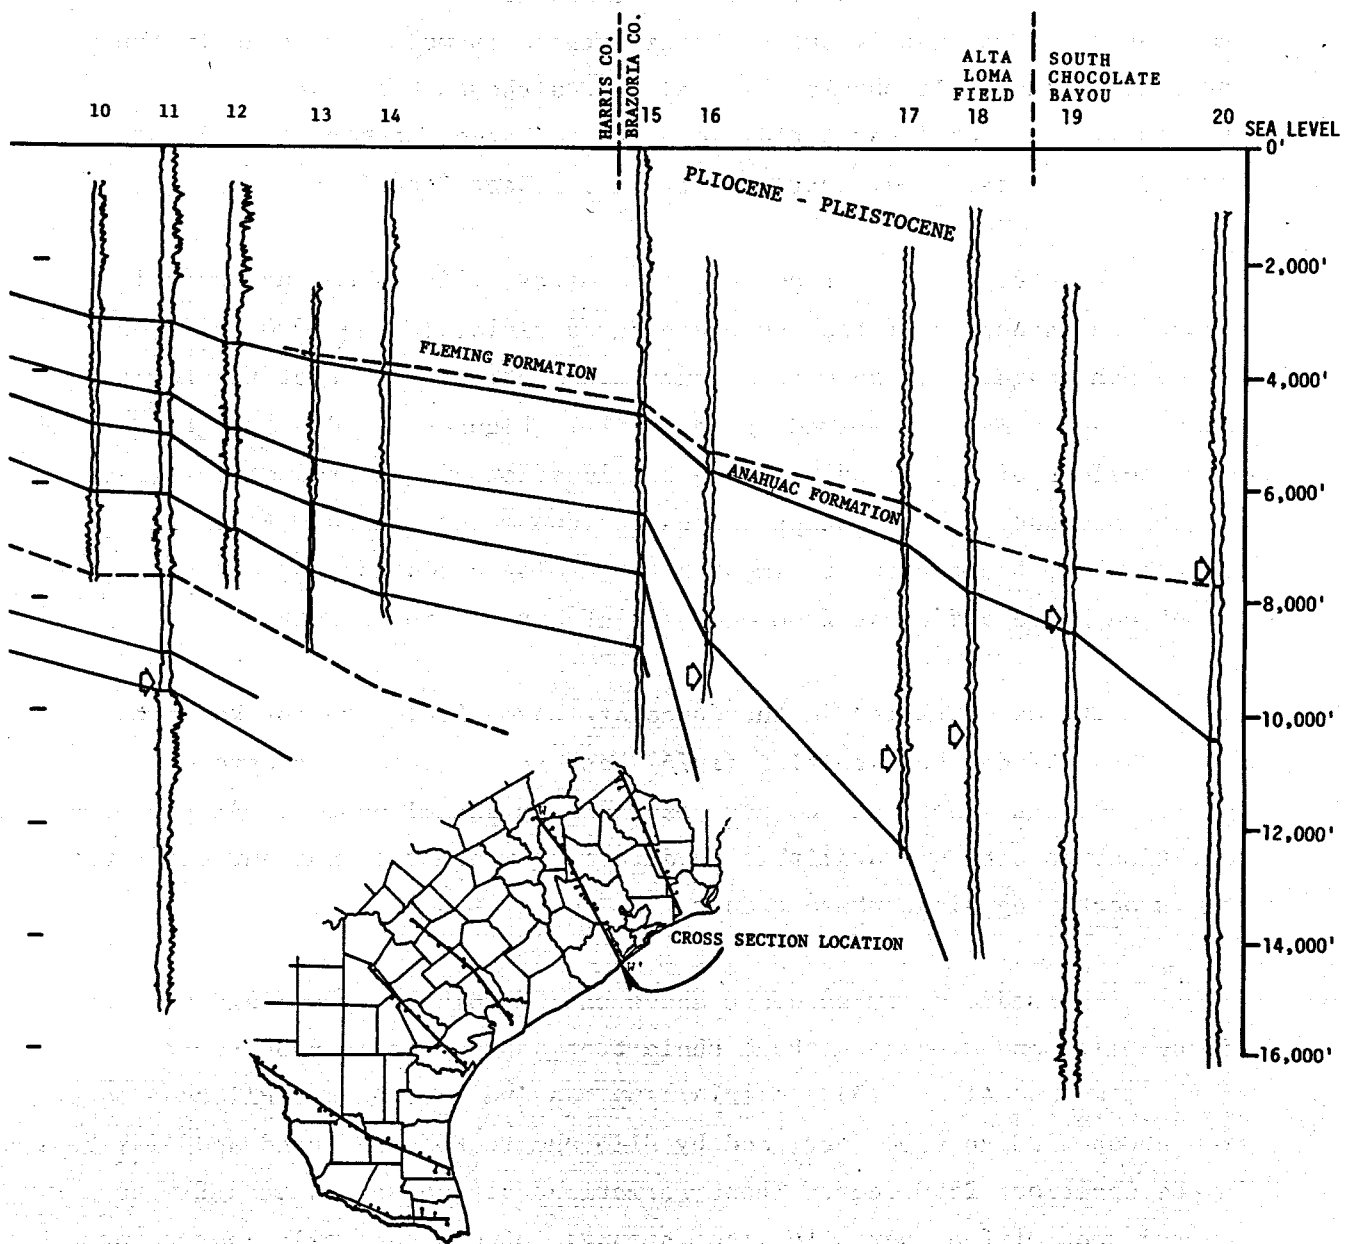 HARRIS CO.
BRAZORIA CO.
ALTA
LOMA
FIELD
SOUTH
CHOCOLATE
BAYOU
10 11 12 13 14 15 16 17 18 19 20
SEA LEVEL
0'
PLIOCENE - PLEISTOCENE
2,000'
FLEMING FORMATION
4,000'
ANAHUAC FORMATION
6,000'
8,000'
10,000'
12,000'
W
CROSS SECTION LOCATION
14,000'
W'
16,000'